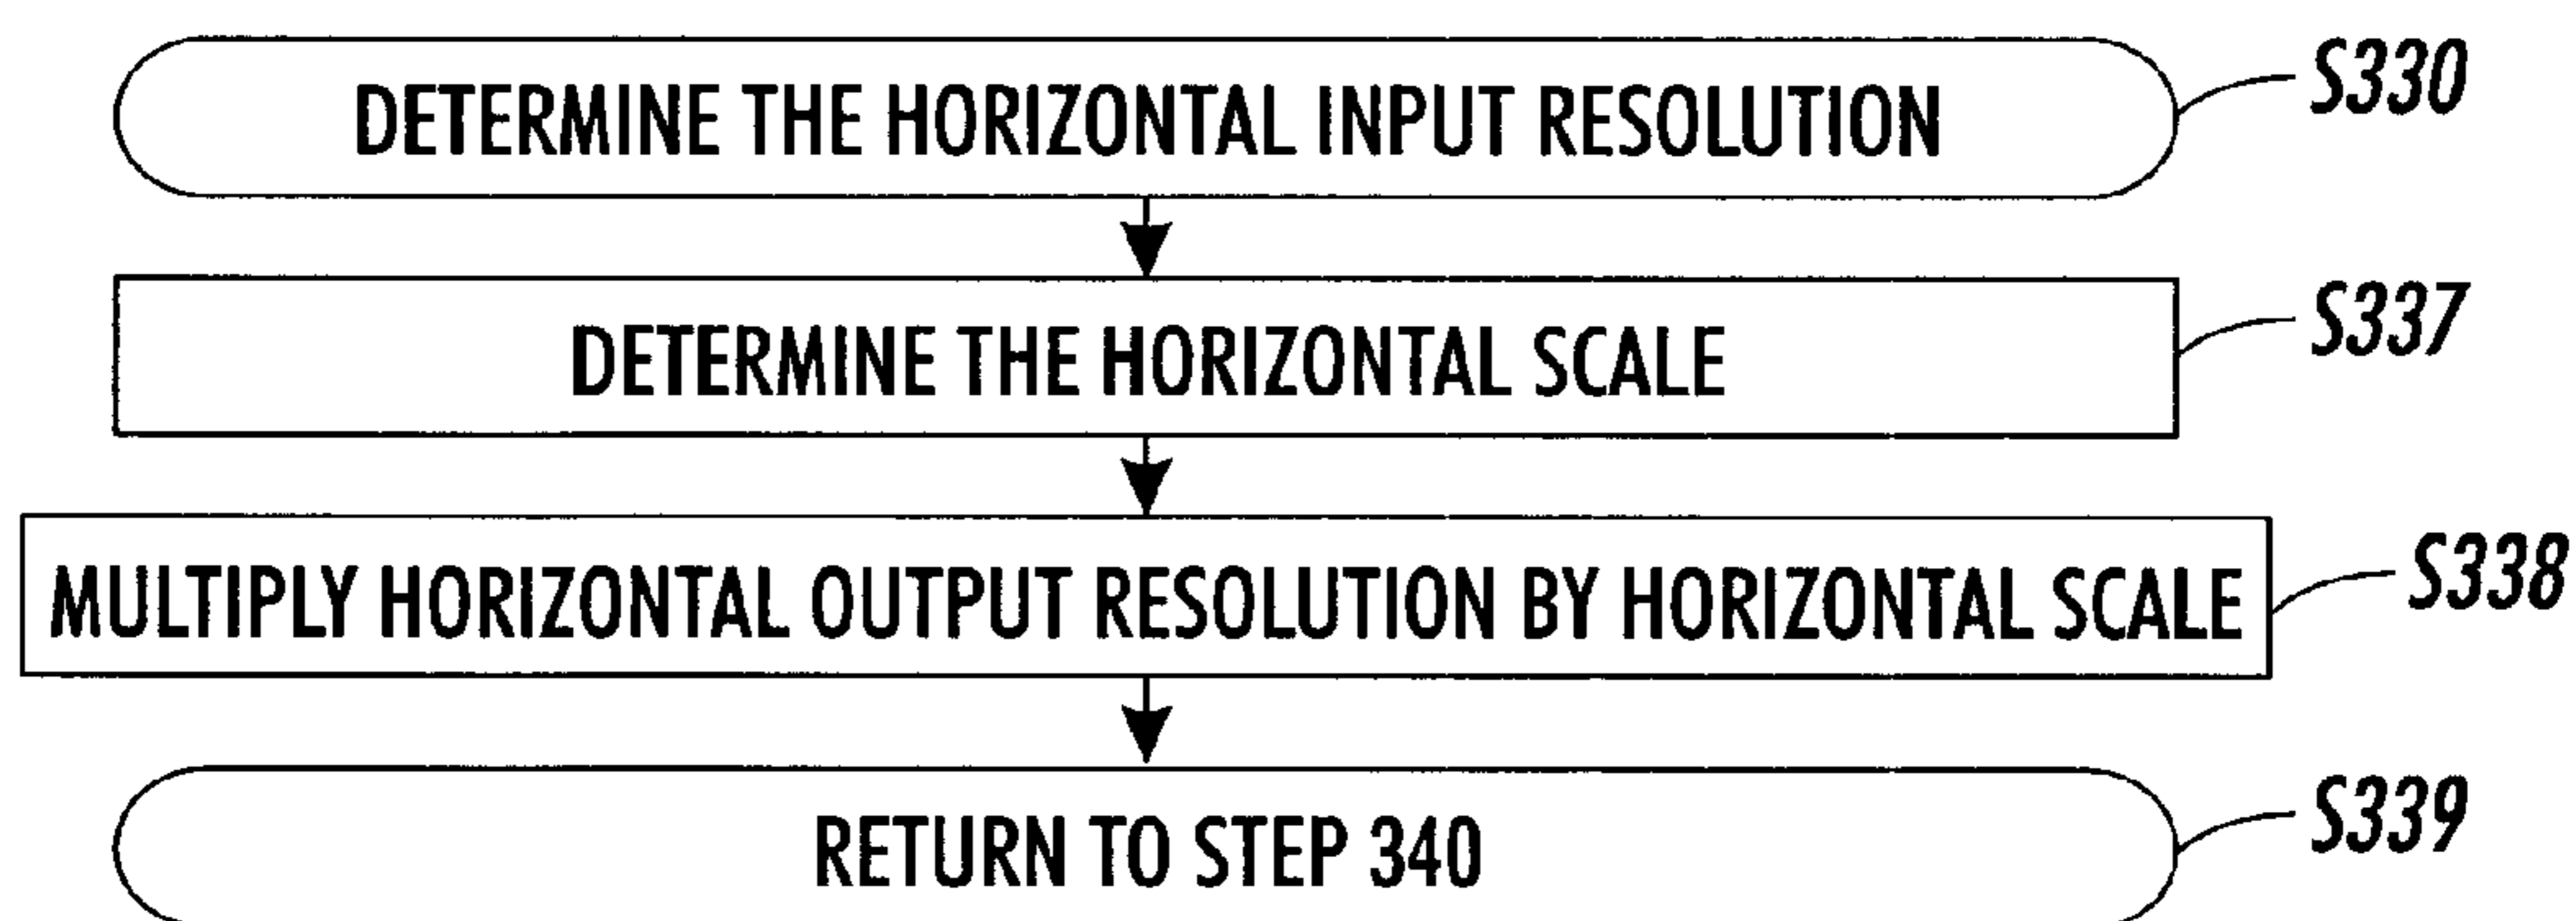 DETERMINE THE HORIZONTAL INPUT RESOLUTION S330
DETERMINE THE HORIZONTAL SCALE S337
MULTIPLY HORIZONTAL OUTPUT RESOLUTION BY HORIZONTAL SCALE S338
RETURN TO STEP 340 S339